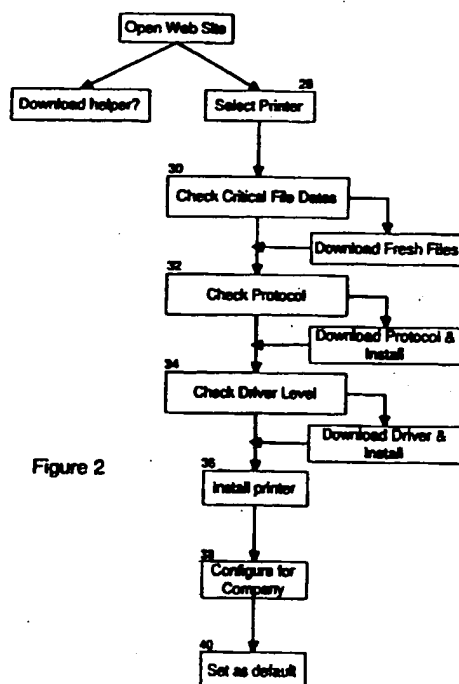 Open Web Site
Download helper?
28
Select Printer
30
Check Critical File Dates
Download Fresh Files
32
Check Protocol
Download Protocol &
Install
34
Check Driver Level
Download Driver &
Install
Figure 2
36
Install printer
38
Configure for
Company
40
Set as default